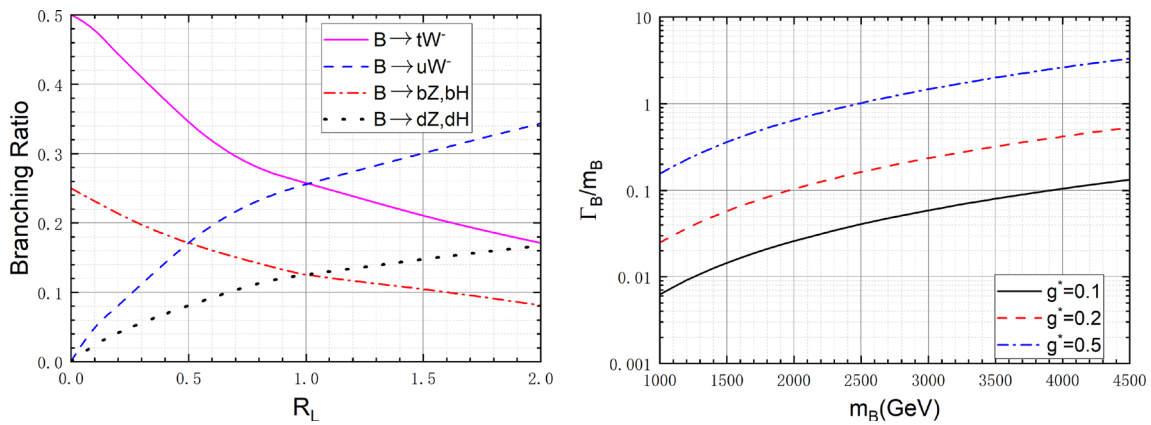 Branching Ratio
0.5
0.4
0.3
0.2
0.1
0.0
B→tW⁻
B→uW⁻
B→bZ,bH
B→dZ,dH
0.0 0.5 1.0 1.5 2.0
R_L
Γ_B/m_B
10
1
0.1
0.01
0.001
g*=0.1
g*=0.2
g*=0.5
1000 1500 2000 2500 3000 3500 4000 4500
m_B(GeV)